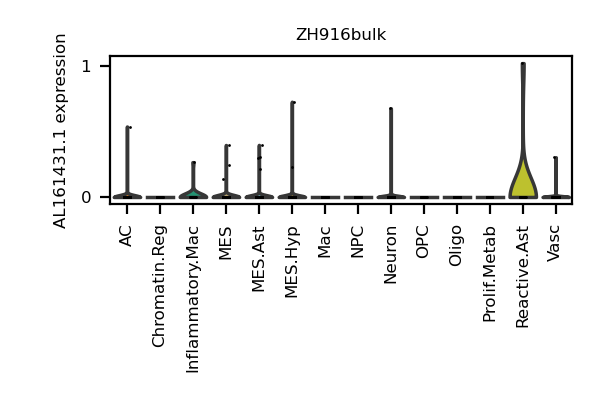 ZH916bulk
AL161431.1 expression
1
0
AC
Chromatin.Reg
Inflammatory.Mac
MES
MES.Ast
MES.Hyp
Mac
NPC
Neuron
OPC
Oligo
Prolif.Metab
Reactive.Ast
Vasc